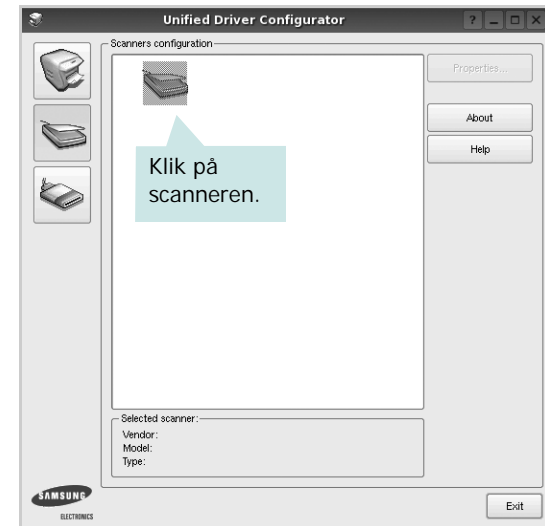 Unified Driver Configurator
Scanners configuration
Properties...
About
Help
Klik på
scanneren.
Selected scanner:
Vendor:
Model:
Type:
SAMSUNG
ELECTRONICS
Exit